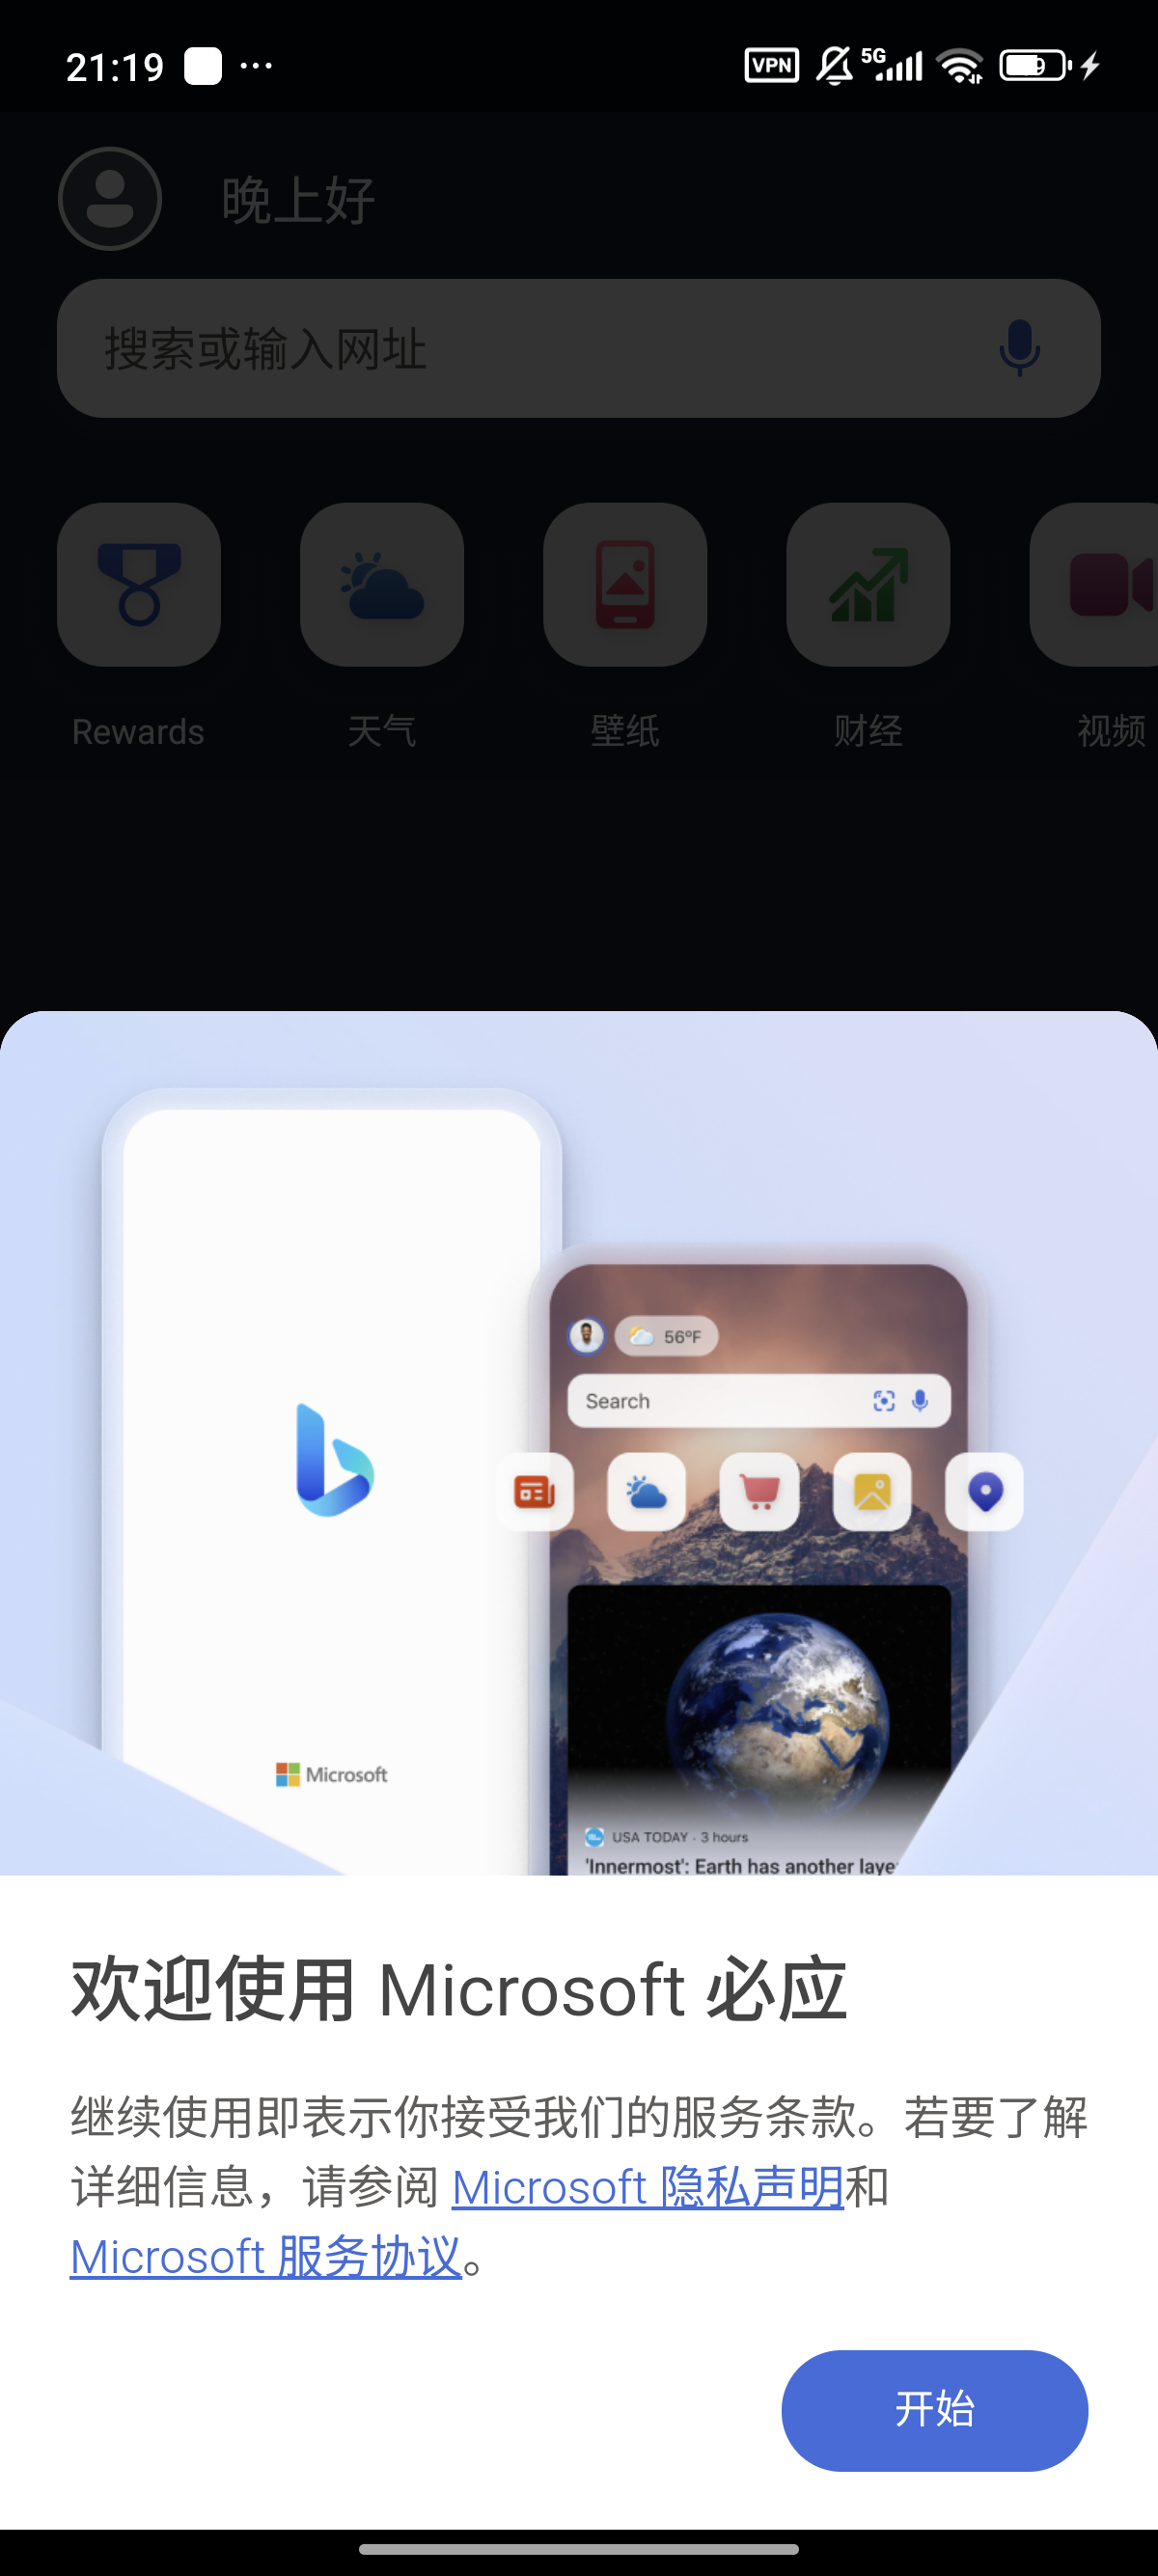 21:19 ... VPN 5G
晚上好
搜索或输入网址
Rewards 天气 壁纸 财经 视频
56°F
Search
Microsoft
USA TODAY · 3 hours
'Innermost': Earth has another laye
欢迎使用 Microsoft 必应
继续使用即表示你接受我们的服务条款。若要了解
详细信息，请参阅 Microsoft 隐私声明和
Microsoft 服务协议。
开始